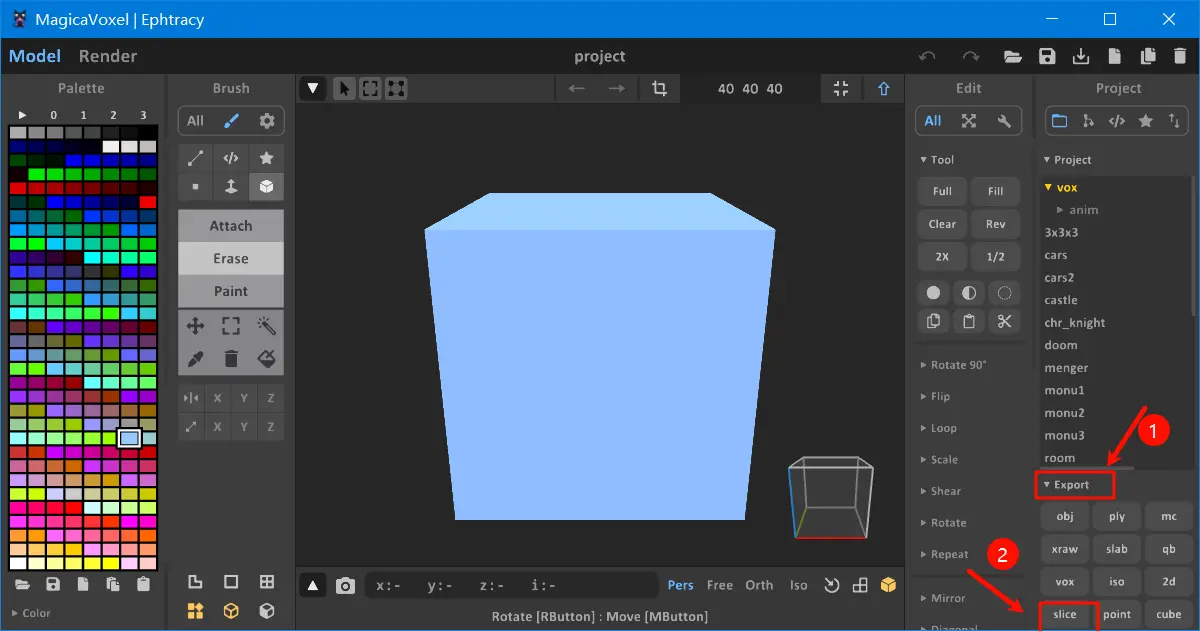 MagicaVoxel | Ephtracy
Model Render project
Palette
0 1 2 3
Color
Brush
All
Attach
Erase
Paint
X Y Z
X Y Z
40 40 40
x:- y:- z:- i:-
Pers Free Orth Iso
Rotate [RButton] : Move [MButton]
Edit
All
Tool
Full Fill
Clear Rev
2X 1/2
Rotate 90°
Flip
Loop
Scale
Shear
Rotate
Repeat
Mirror
Diagonal
Project
Project
vox
anim
3x3x3
cars
cars2
castle
chr_knight
doom
menger
monu1
monu2
monu3
room
1
Export
obj ply mc
xraw slab qb
2
vox iso 2d
slice point cube